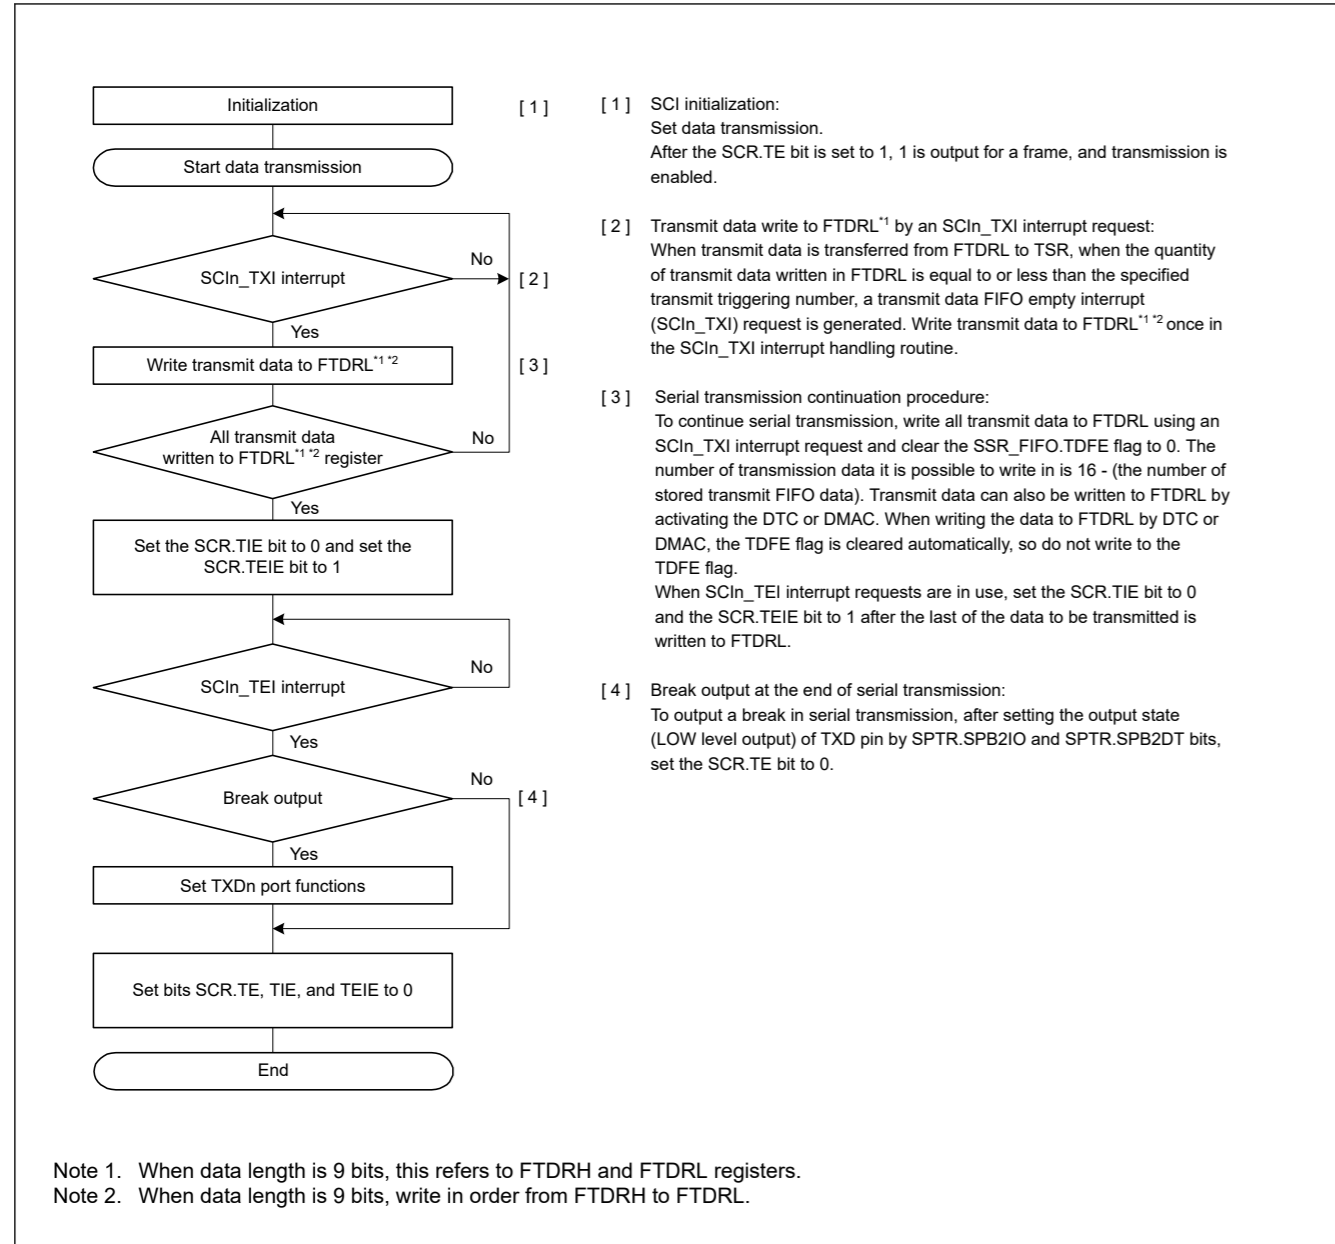 Initialization
[ 1 ]
Start data transmission
SCIn_TXI interrupt
No
[ 2 ]
Yes
Write transmit data to FTDRL*1 *2
[ 3 ]
All transmit data
written to FTDRL*1 *2 register
No
Yes
Set the SCR.TIE bit to 0 and set the
SCR.TEIE bit to 1
No
SCIn_TEI interrupt
Yes
No
Break output
[ 4 ]
Yes
Set TXDn port functions
Set bits SCR.TE, TIE, and TEIE to 0
End
[ 1 ] SCI initialization:
Set data transmission.
After the SCR.TE bit is set to 1, 1 is output for a frame, and transmission is
enabled.
[ 2 ] Transmit data write to FTDRL*1 by an SCIn_TXI interrupt request:
When transmit data is transferred from FTDRL to TSR, when the quantity
of transmit data written in FTDRL is equal to or less than the specified
transmit triggering number, a transmit data FIFO empty interrupt
(SCIn_TXI) request is generated. Write transmit data to FTDRL*1 *2 once in
the SCIn_TXI interrupt handling routine.
[ 3 ] Serial transmission continuation procedure:
To continue serial transmission, write all transmit data to FTDRL using an
SCIn_TXI interrupt request and clear the SSR_FIFO.TDFE flag to 0. The
number of transmission data it is possible to write in is 16 - (the number of
stored transmit FIFO data). Transmit data can also be written to FTDRL by
activating the DTC or DMAC. When writing the data to FTDRL by DTC or
DMAC, the TDFE flag is cleared automatically, so do not write to the
TDFE flag.
When SCIn_TEI interrupt requests are in use, set the SCR.TIE bit to 0
and the SCR.TEIE bit to 1 after the last of the data to be transmitted is
written to FTDRL.
[ 4 ] Break output at the end of serial transmission:
To output a break in serial transmission, after setting the output state
(LOW level output) of TXD pin by SPTR.SPB2IO and SPTR.SPB2DT bits,
set the SCR.TE bit to 0.
Note 1. When data length is 9 bits, this refers to FTDRH and FTDRL registers.
Note 2. When data length is 9 bits, write in order from FTDRH to FTDRL.